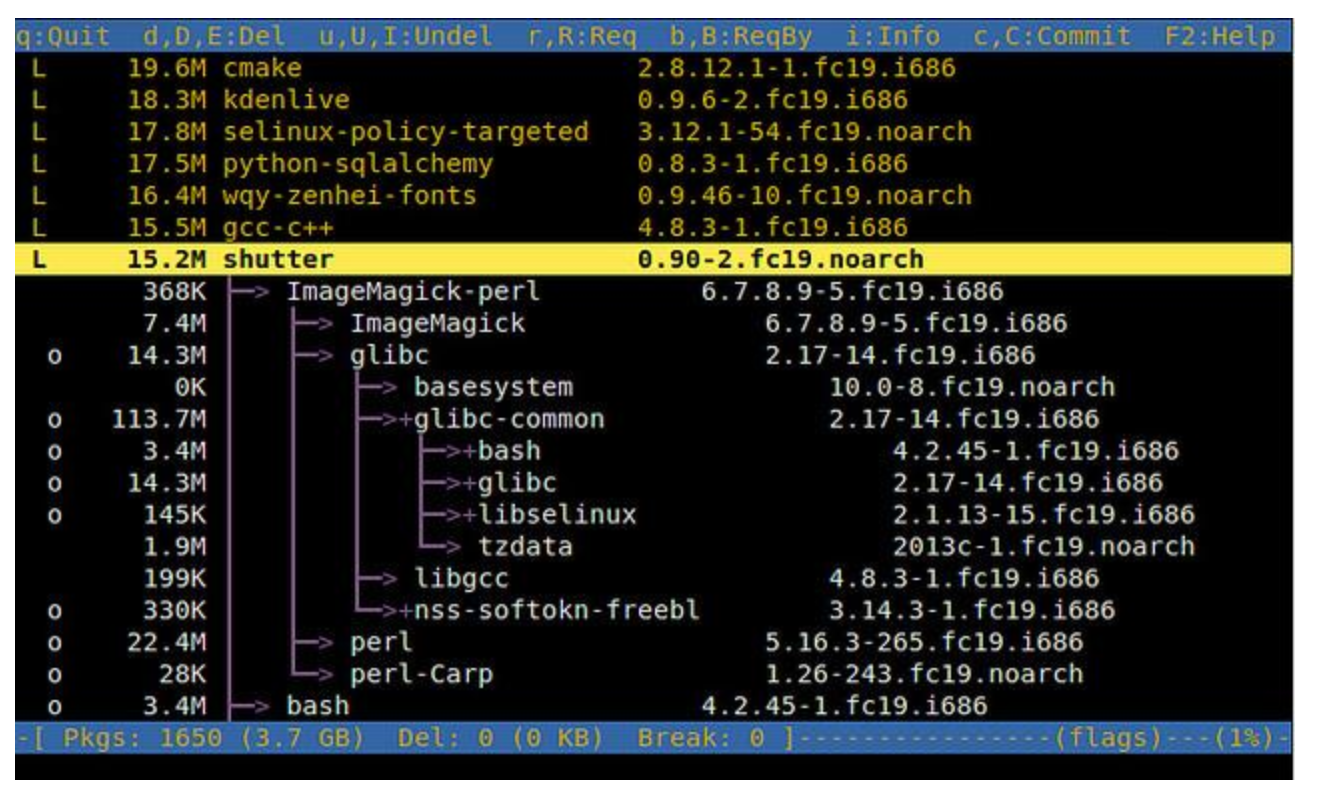 q:Quit d,D,E:Del u,U,I:Undel r,R:Req b,B:ReqBy i:Info c,C:Commit F2:Help
L 19.6M cmake 2.8.12.1-1.fc19.i686
L 18.3M kdenlive 0.9.6-2.fc19.i686
L 17.8M selinux-policy-targeted 3.12.1-54.fc19.noarch
L 17.5M python-sqlalchemy 0.8.3-1.fc19.i686
L 16.4M wqy-zenhei-fonts 0.9.46-10.fc19.noarch
L 15.5M gcc-c++ 4.8.3-1.fc19.i686
L 15.2M shutter 0.90-2.fc19.noarch
368K ├─> ImageMagick-perl 6.7.8.9-5.fc19.i686
7.4M │ ├─> ImageMagick 6.7.8.9-5.fc19.i686
o 14.3M │ ├─> glibc 2.17-14.fc19.i686
0K │ │ ├─> basesystem 10.0-8.fc19.noarch
o 113.7M │ │ ├─>+glibc-common 2.17-14.fc19.i686
o 3.4M │ │ │ ├─>+bash 4.2.45-1.fc19.i686
o 14.3M │ │ │ ├─>+glibc 2.17-14.fc19.i686
o 145K │ │ │ ├─>+libselinux 2.1.13-15.fc19.i686
1.9M │ │ │ └─> tzdata 2013c-1.fc19.noarch
199K │ │ ├─> libgcc 4.8.3-1.fc19.i686
o 330K │ │ └─>+nss-softokn-freebl 3.14.3-1.fc19.i686
o 22.4M │ ├─> perl 5.16.3-265.fc19.i686
o 28K │ └─> perl-Carp 1.26-243.fc19.noarch
o 3.4M ├─> bash 4.2.45-1.fc19.i686
-[ Pkgs: 1650 (3.7 GB) Del: 0 (0 KB) Break: 0 ]----------------(flags)---(1%)-